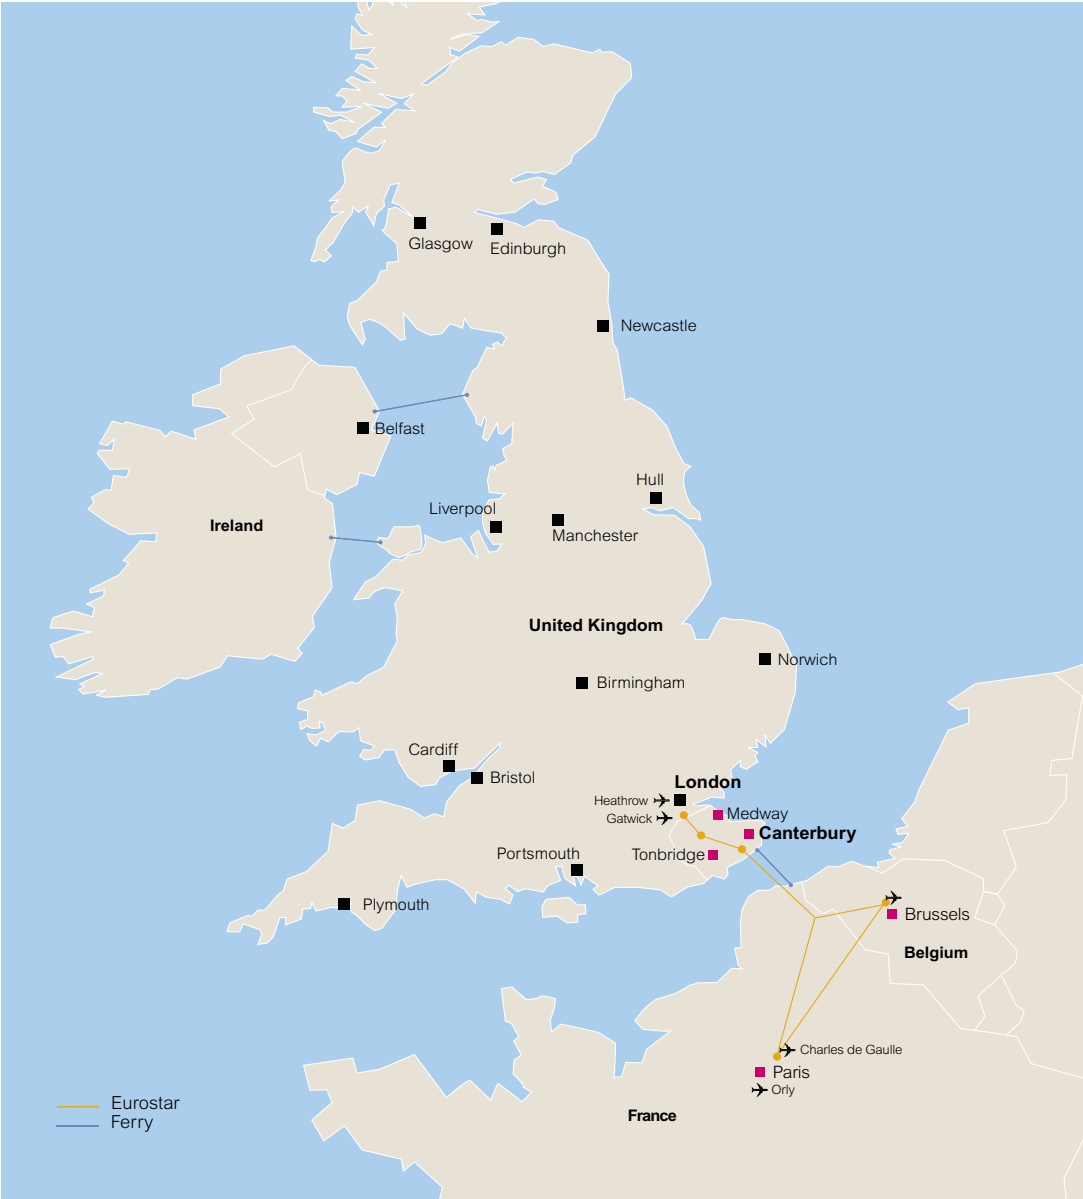 Glasgow
Edinburgh
Newcastle
Belfast
Hull
Liverpool
Ireland
Manchester
United Kingdom
Norwich
Birmingham
Cardiff
Bristol
London
Heathrow
Medway
Gatwick
Canterbury
Portsmouth
Tonbridge
Plymouth
Brussels
Belgium
Charles de Gaulle
Paris
Orly
Eurostar
France
Ferry